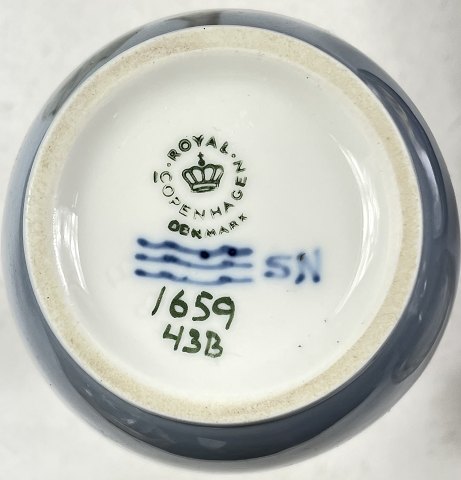 ROYAL
COPENHAGEN
DENMARK
SN
1659
43B